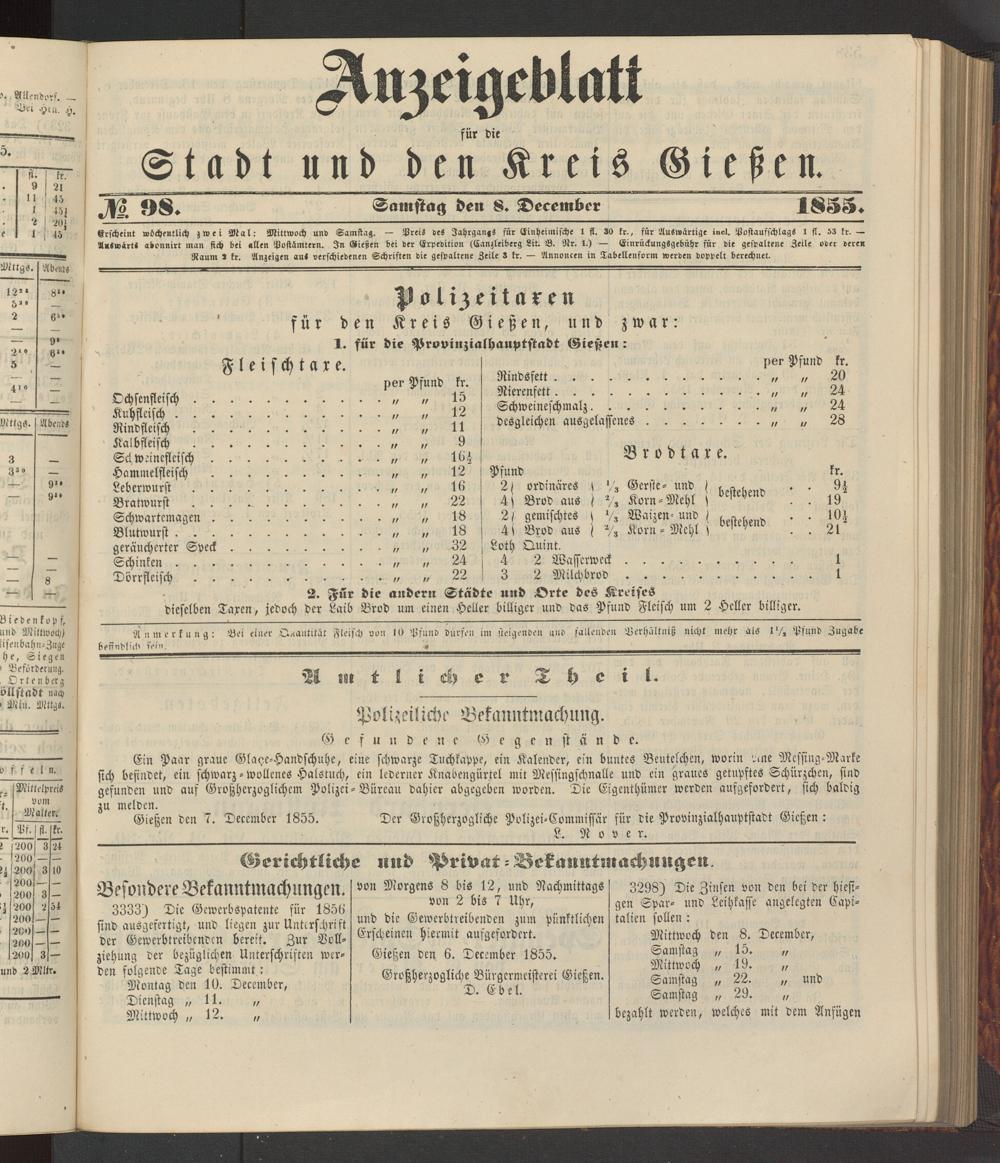 Anzeigeblatt
für die
Stadt und den Kreis Gießen.
No. 98. Samstag den 8. December 1855.
Erscheint wöchentlich zwei Mal: Mittwoch und Samstag. — Preis des Jahrgangs für Einheimische 1 fl. 30 kr., für Auswärtige incl. Postaufschlags 1 fl. 53 kr. —
Auswärts abonnirt man sich bei allen Postämtern. In Gießen bei der Expedition (Canzleiberg Lit. B. Nr. 1.) — Einrückungsgebühr für die gespaltene Zeile oder deren
Raum 2 kr. Anzeigen aus verschiedenen Schriften die gespaltene Zeile 3 kr. — Annoncen in Tabellenform werden doppelt berechnet.
Polizeitaxen
für den Kreis Gießen, und zwar:
1. für die Provinzialhauptstadt Gießen:
Fleischtaxe.
per Pfund kr.
Ochsenfleisch . . . . . . . . . . „ „ 15
Kuhfleisch . . . . . . . . . . . „ „ 12
Rindfleisch . . . . . . . . . . „ „ 11
Kalbfleisch . . . . . . . . . . „ „ 9
Schweinefleisch . . . . . . . . . „ „ 16½
Hammelfleisch . . . . . . . . . . „ „ 12
Leberwurst . . . . . . . . . . . „ „ 16
Bratwurst . . . . . . . . . . . „ „ 22
Schwartemagen . . . . . . . . . „ „ 18
Blutwurst . . . . . . . . . . . „ „ 18
geräucherter Speck . . . . . . . . „ „ 32
Schinken . . . . . . . . . . . „ „ 24
Dörrfleisch . . . . . . . . . . „ „ 22
per Pfund kr.
Rindsfett . . . . . . . . . . . „ „ 20
Nierenfett . . . . . . . . . . . „ „ 24
Schweineschmalz . . . . . . . . . „ „ 24
desgleichen ausgelassenes . . . . . . . „ „ 28
Brodtaxe.
Pfund kr.
2) ordinäres ( 1/3 Gerste- und ) bestehend . . 9½
4) Brod aus ( 2/3 Korn-Mehl ) . . 19
2) gemischtes ( 1/3 Waizen- und ) bestehend . . 10½
4) Brod aus ( 2/3 Korn-Mehl ) . . 21
Loth Quint.
4 2 Wasserweck . . . . . . . . . . 1
3 2 Milchbrod . . . . . . . . . . 1
2. Für die andern Städte und Orte des Kreises
dieselben Taxen, jedoch der Laib Brod um einen Heller billiger und das Pfund Fleisch um 2 Heller billiger.
Anmerkung: Bei einer Quantität Fleisch von 10 Pfund dürfen im steigenden und fallenden Verhältniß nicht mehr als 1½ Pfund Zugabe
befindlich sein.
Amtlicher Theil.
Polizeiliche Bekanntmachung.
Gefundene Gegenstände.
Ein Paar graue Glaçe-Handschuhe, eine schwarze Tuchkappe, ein Kalender, ein buntes Beutelchen, worin eine Messing-Marke
sich befindet, ein schwarz-wollenes Halstuch, ein lederner Knabengürtel mit Messingschnalle und ein graues getupftes Schürzchen, sind
gefunden und auf Großherzoglichem Polizei-Büreau dahier abgegeben worden. Die Eigenthümer werden aufgefordert, sich baldig
zu melden.
Gießen den 7. December 1855. Der Großherzogliche Polizei-Commissär für die Provinzialhauptstadt Gießen:
L. Nover.
Gerichtliche und Privat-Bekanntmachungen.
Besondere Bekanntmachungen.
3333) Die Gewerbspatente für 1856
sind ausgefertigt, und liegen zur Unterschrift
der Gewerbtreibenden bereit. Zur Voll-
ziehung der bezüglichen Unterschriften wer-
den folgende Tage bestimmt:
Montag den 10. December,
Dienstag „ 11. „
Mittwoch „ 12. „
von Morgens 8 bis 12, und Nachmittags
von 2 bis 7 Uhr,
und die Gewerbtreibenden zum pünktlichen
Erscheinen hiermit aufgefordert.
Gießen den 6. December 1855.
Großherzogliche Bürgermeisterei Gießen.
D. Ebel.
3298) Die Zinsen von den bei der hiesi-
gen Spar- und Leihkasse angelegten Capi-
talien sollen:
Mittwoch den 8. December,
Samstag „ 15. „
Mittwoch „ 19. „
Samstag „ 22. „ und
Samstag „ 29. „
bezahlt werden, welches mit dem Anfügen